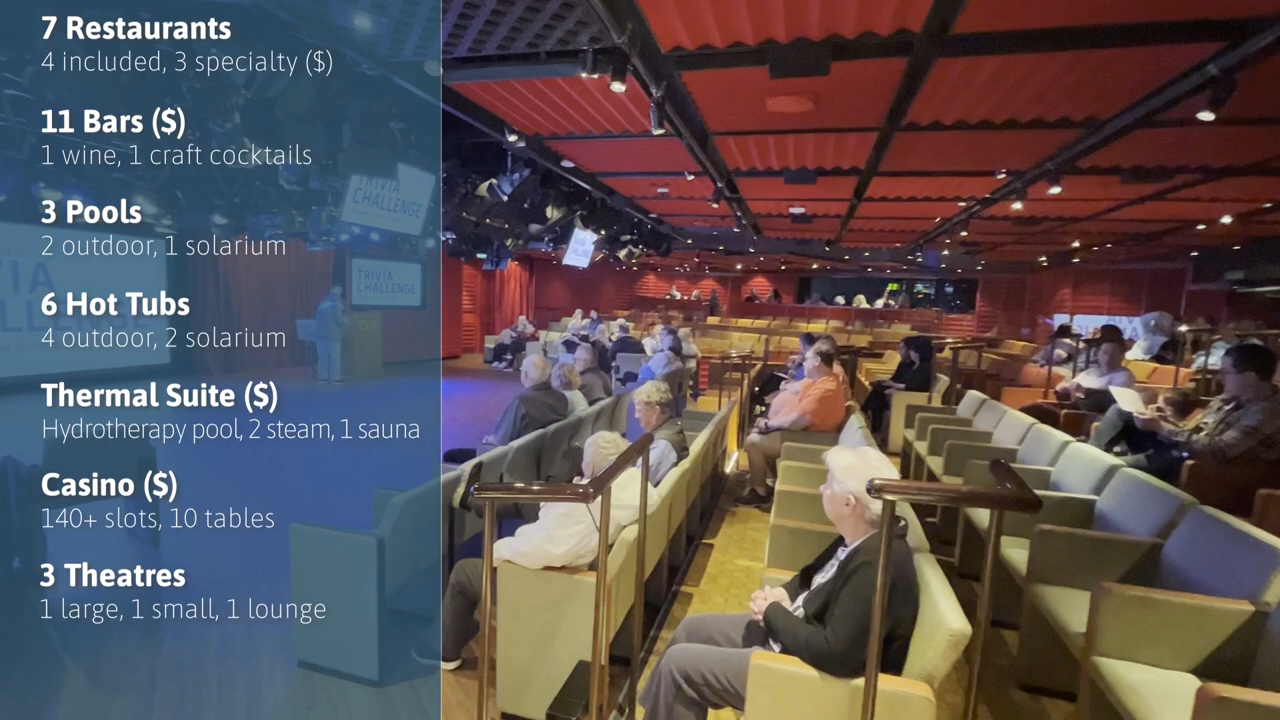 7 Restaurants
4 included, 3 specialty ($)
11 Bars ($)
1 wine, 1 craft cocktails
3 Pools
2 outdoor, 1 solarium
6 Hot Tubs
4 outdoor, 2 solarium
Thermal Suite ($)
Hydrotherapy pool, 2 steam, 1 sauna
Casino ($)
140+ slots, 10 tables
3 Theatres
1 large, 1 small, 1 lounge
TRIVIA
CHALLENGE
TRIVIA
CHALLENGE